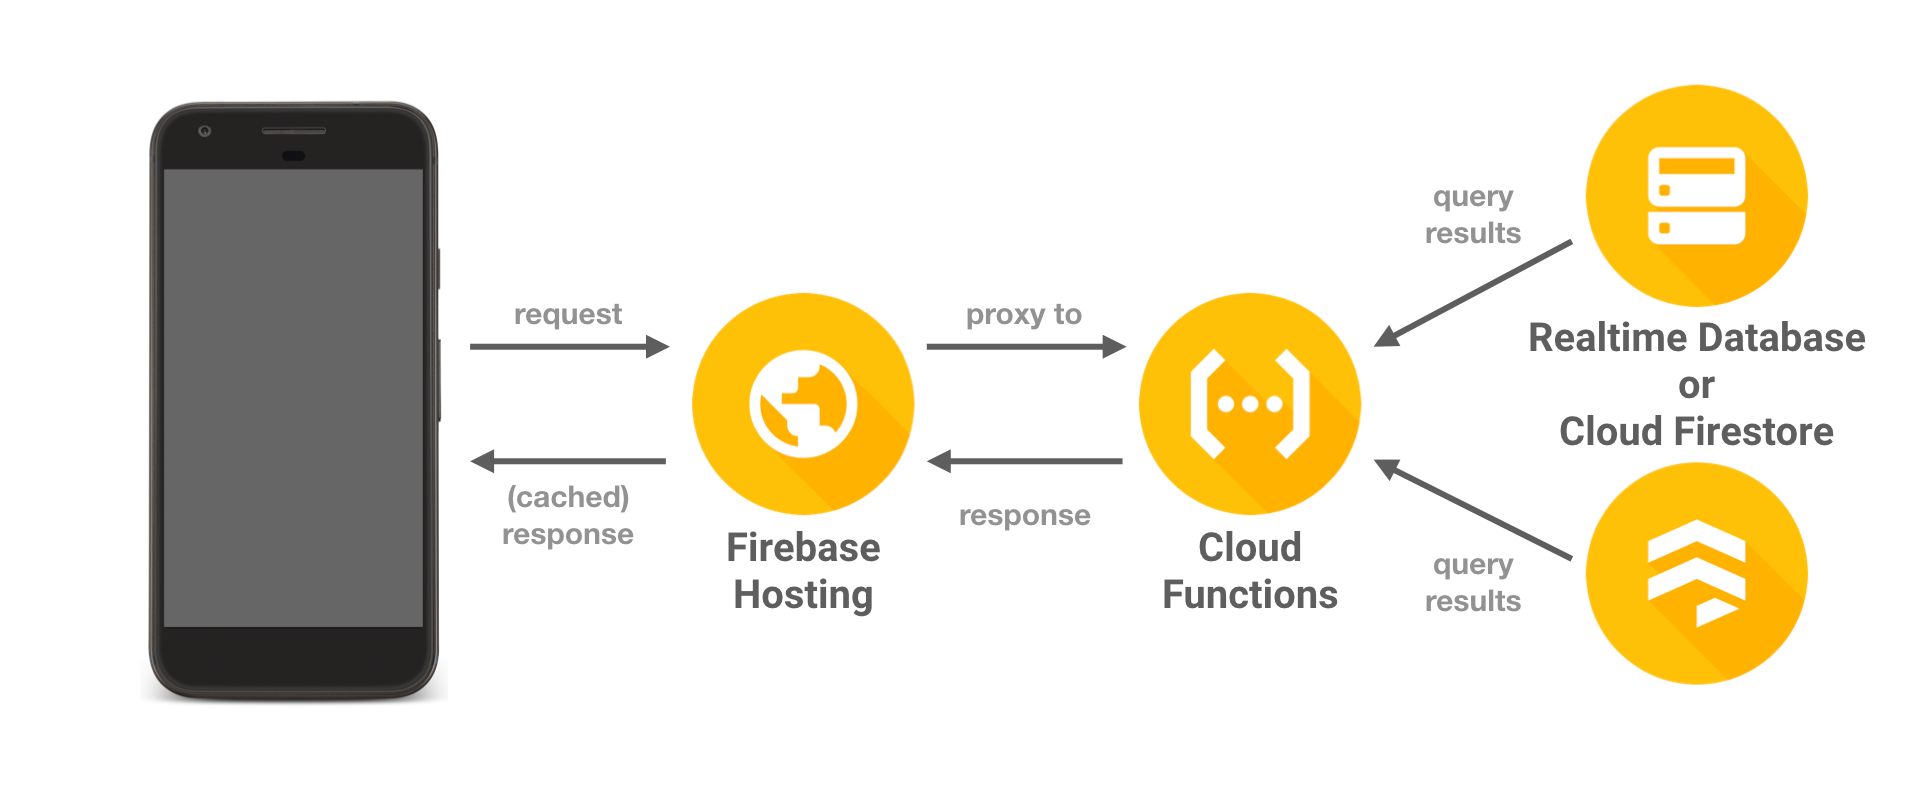 request
(cached)
response
Firebase
Hosting
proxy to
response
Cloud
Functions
query
results
Realtime Database
or
Cloud Firestore
query
results